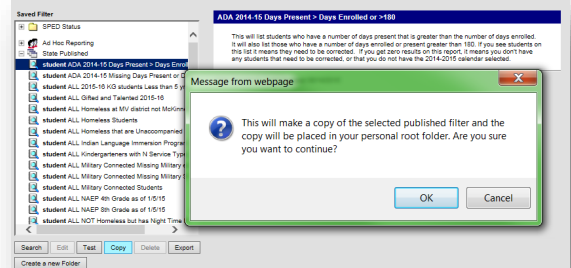 Saved Filter
SPED Status
Ad Hoc Reporting
State Published
student ADA 2014-15 Days Present > Days Enroll
student ADA 2014-15 Missing Days Present or D
student ALL 2015-16 KG students Less than 5 ye
student ALL Gifted and Talented 2015-16
student ALL Homeless at MV district not McKinne
student ALL Homeless Students
student ALL Homeless that are Unaccompanied
student ALL Indian Language Immersion Program
student ALL Kindergarteners with N Service Type
student ALL Military Connected Missing Military
student ALL Military Connected Missing Military S
student ALL Military Connected Students
student ALL NAEP 4th Grade as of 1/5/15
student ALL NAEP 8th Grade as of 1/5/15
student ALL NOT Homeless but has Night Time
Search Edit Test Copy Delete Export
Create a new Folder
ADA 2014-15 Days Present > Days Enrolled or >180
This will list students who have a number of days present that is greater than the number of days enrolled.
It will also list those who have a number of days enrolled or present greater than 180. If you see students on
this list it means they need to be corrected. If you get zero results on this report, it means you don't have
any students that need to be corrected, or that you do not have the 2014-2015 calendar selected.
Message from webpage
This will make a copy of the selected published filter and the
copy will be placed in your personal root folder. Are you sure
you want to continue?
OK Cancel